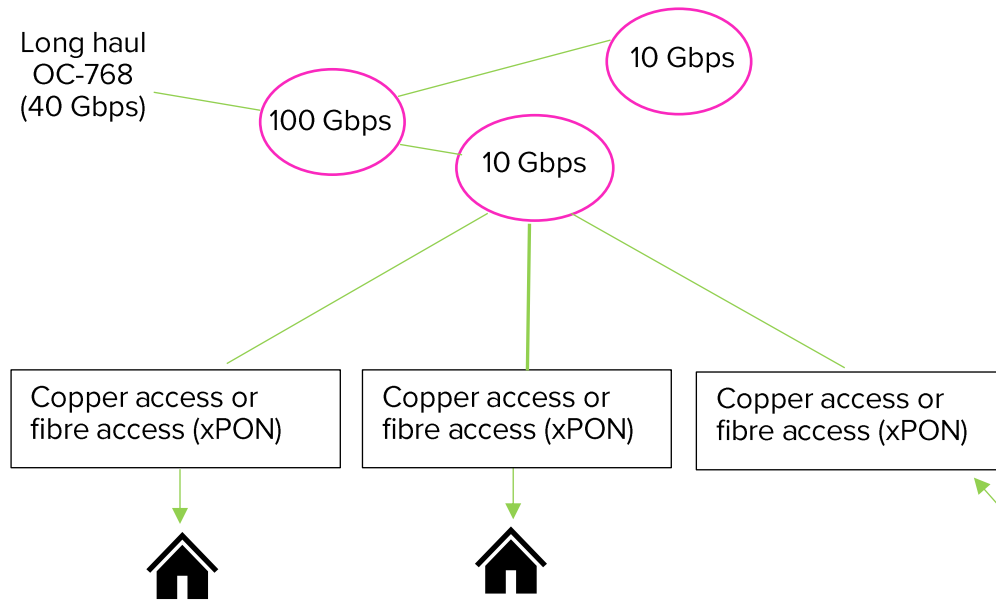 Long haul
OC-768
(40 Gbps)
100 Gbps
10 Gbps
10 Gbps
Copper access or
fibre access (xPON)
Copper access or
fibre access (xPON)
Copper access or
fibre access (xPON)